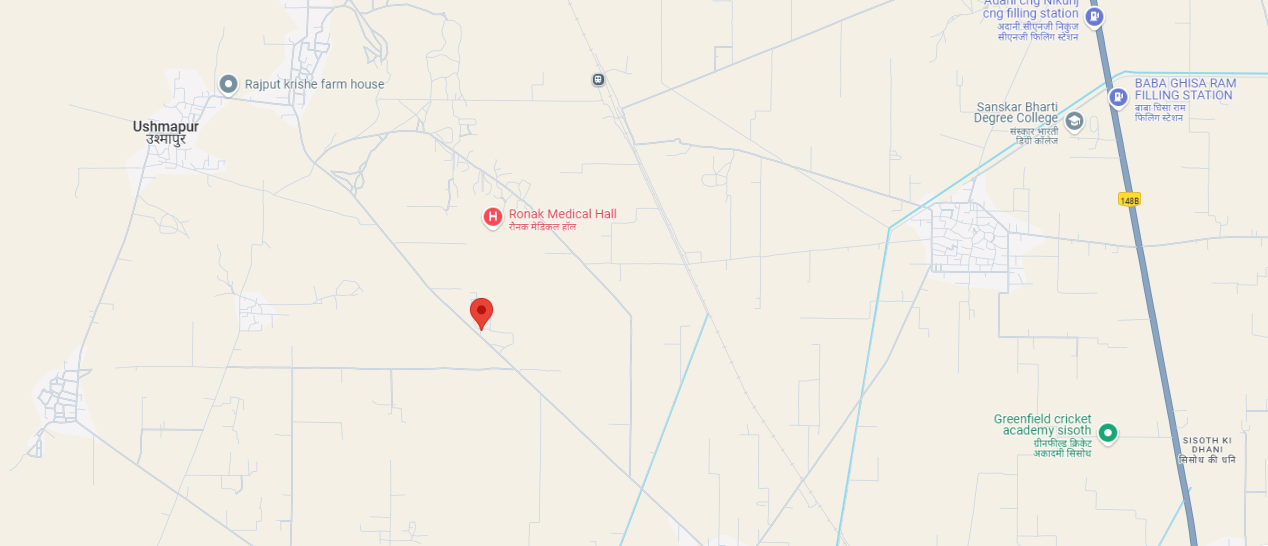 Adani cng Nikunj
cng filling station
अदानी सीएनजी निकुंज
सीएनजी फिलिंग स्टेशन
Rajput krishe farm house
BABA GHISA RAM
FILLING STATION
बाबा घिसा राम
फिलिंग स्टेशन
Sanskar Bharti
Degree College
संस्कार भारती
डिग्री कॉलेज
Ushmapur
उश्मापुर
148B
H
Ronak Medical Hall
रौनक मेडिकल हॉल
Greenfield cricket
academy sisoth
ग्रीनफील्ड क्रिकेट
अकादमी सिसोथ
SISOTH KI
DHANI
सिसोथ की धनि